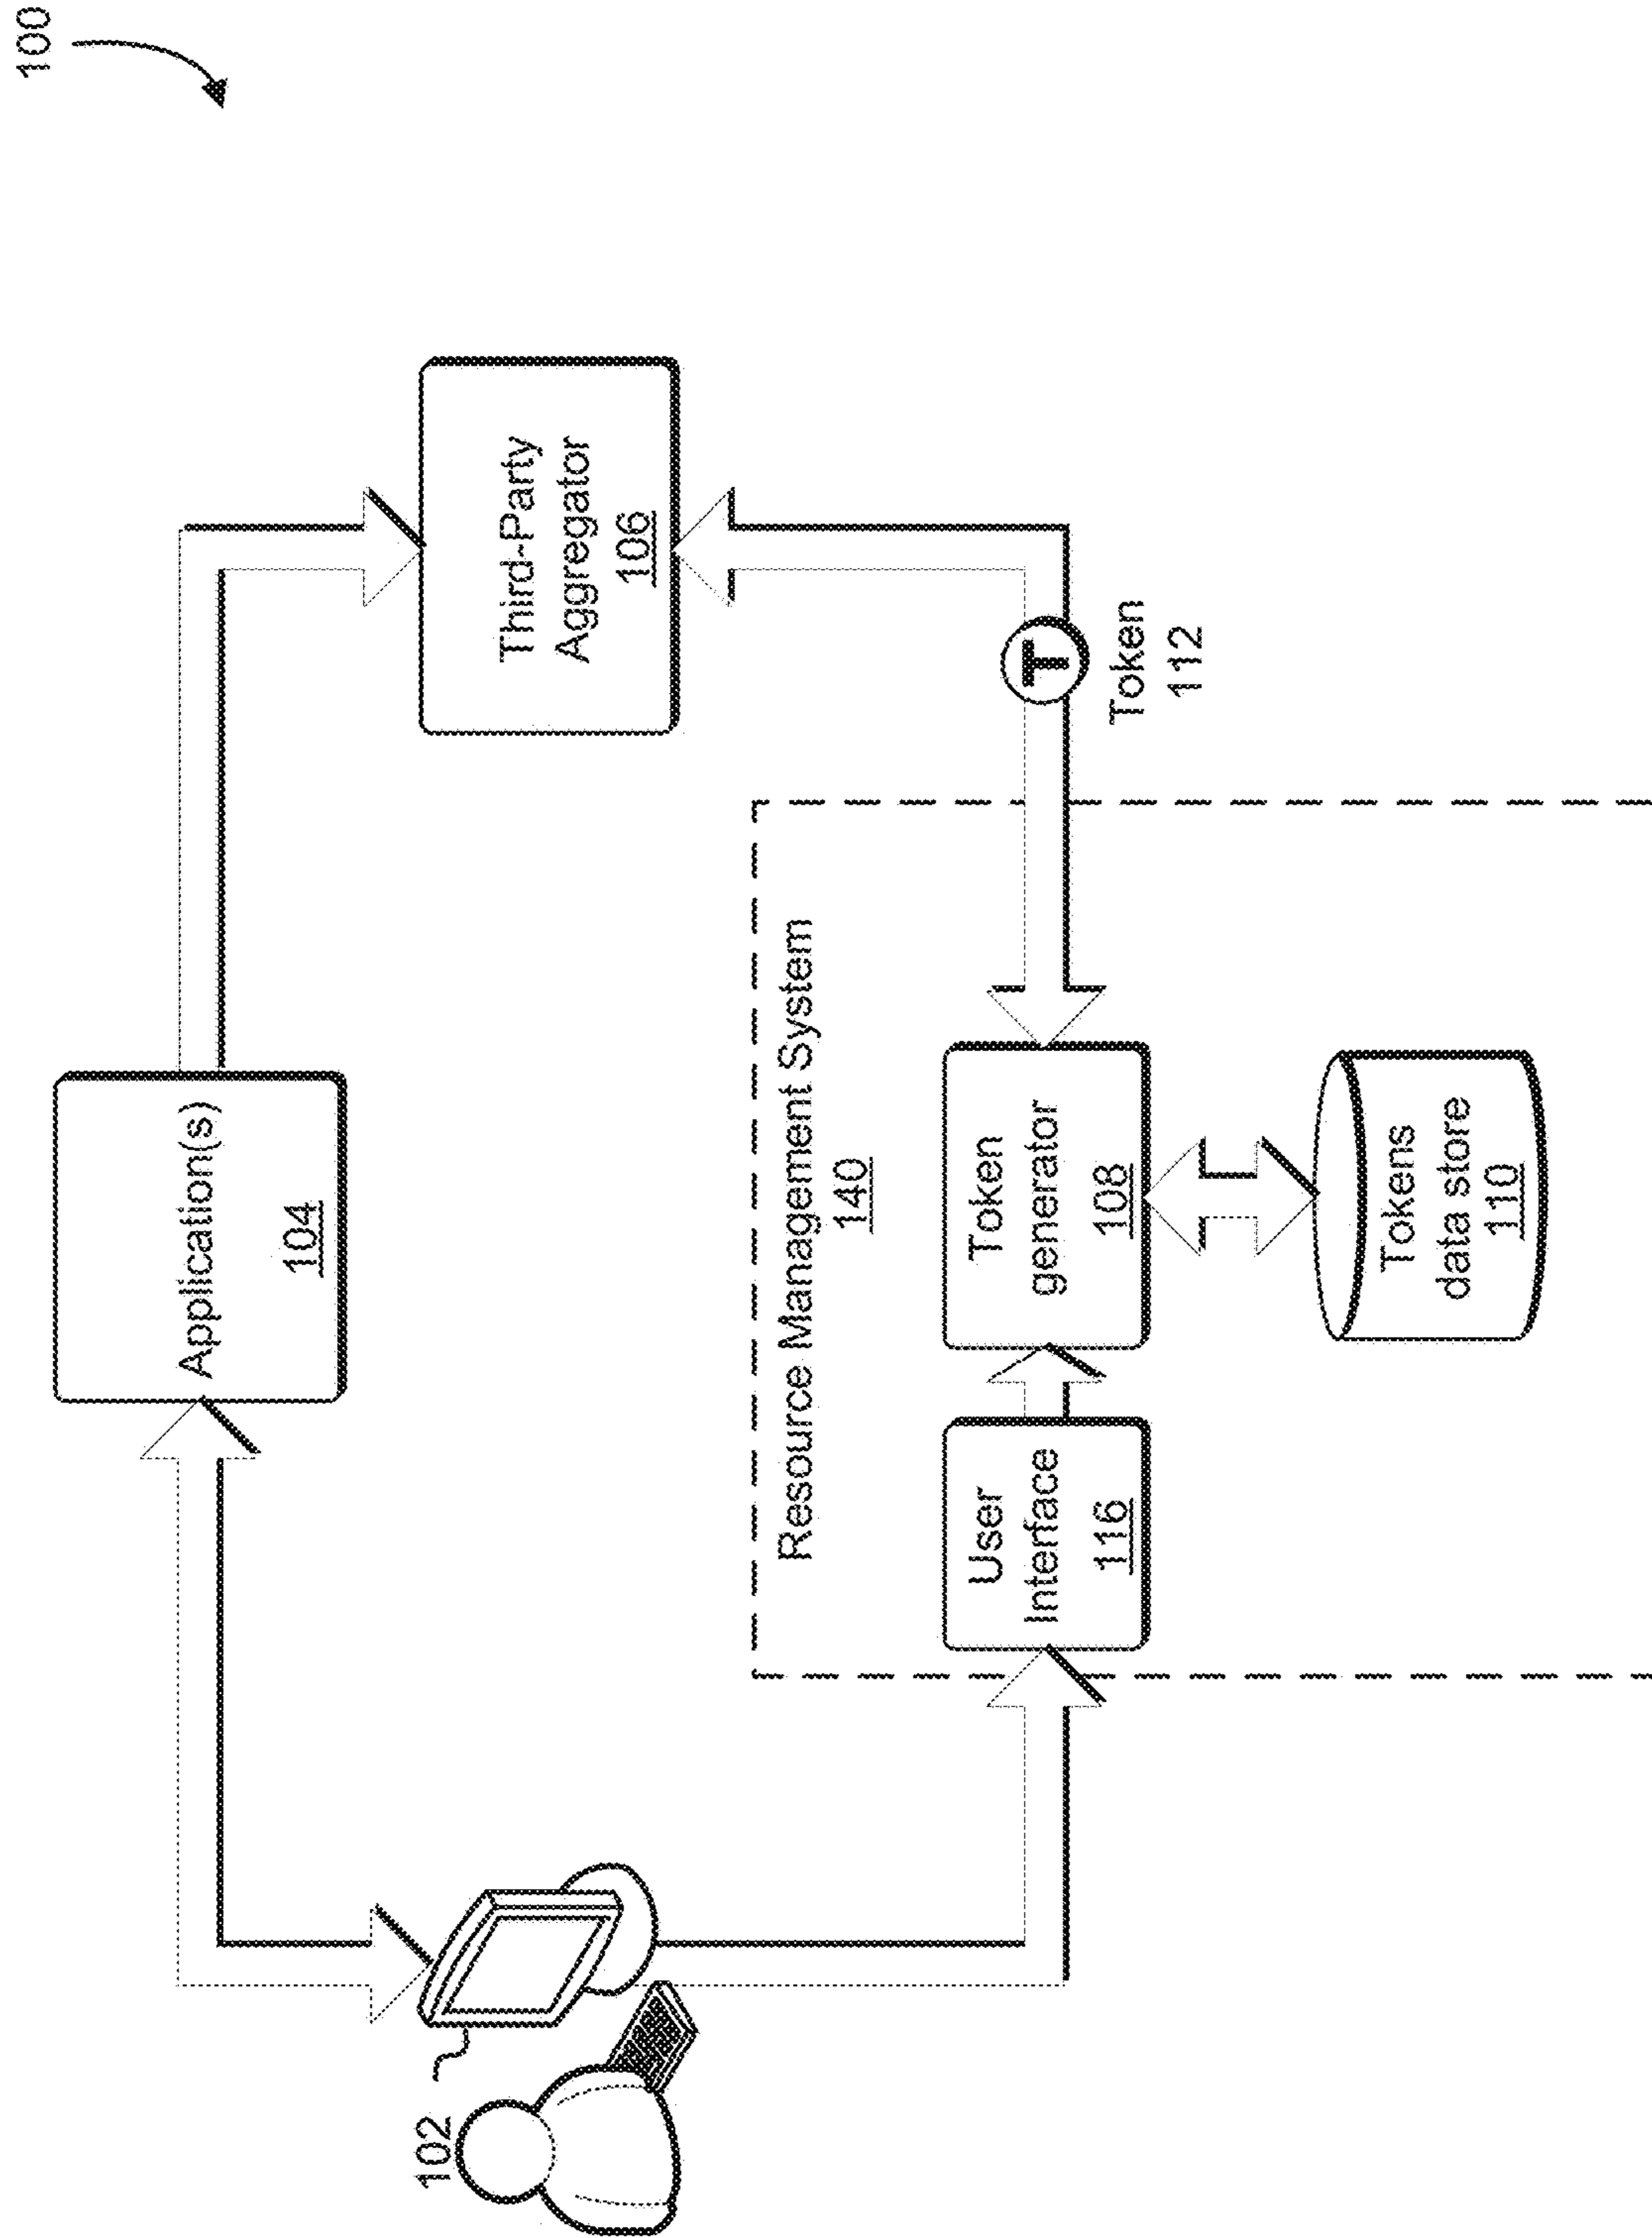 100
Application(s)
104
102
Third-Party
Aggregator
106
Resource Management System
140
User
Interface
116
Token
generator
108
T
Token
112
Tokens
data store
110